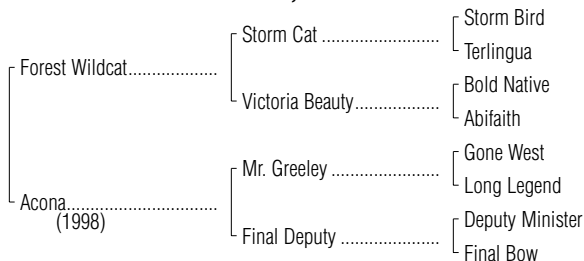 Storm Bird
Storm Cat ........................
Terlingua
Forest Wildcat..................
Bold Native
Victoria Beauty.................
Abifaith
Gone West
Mr. Greeley ......................
Long Legend
Acona..............................
(1998)
Deputy Minister
Final Deputy ....................
Final Bow